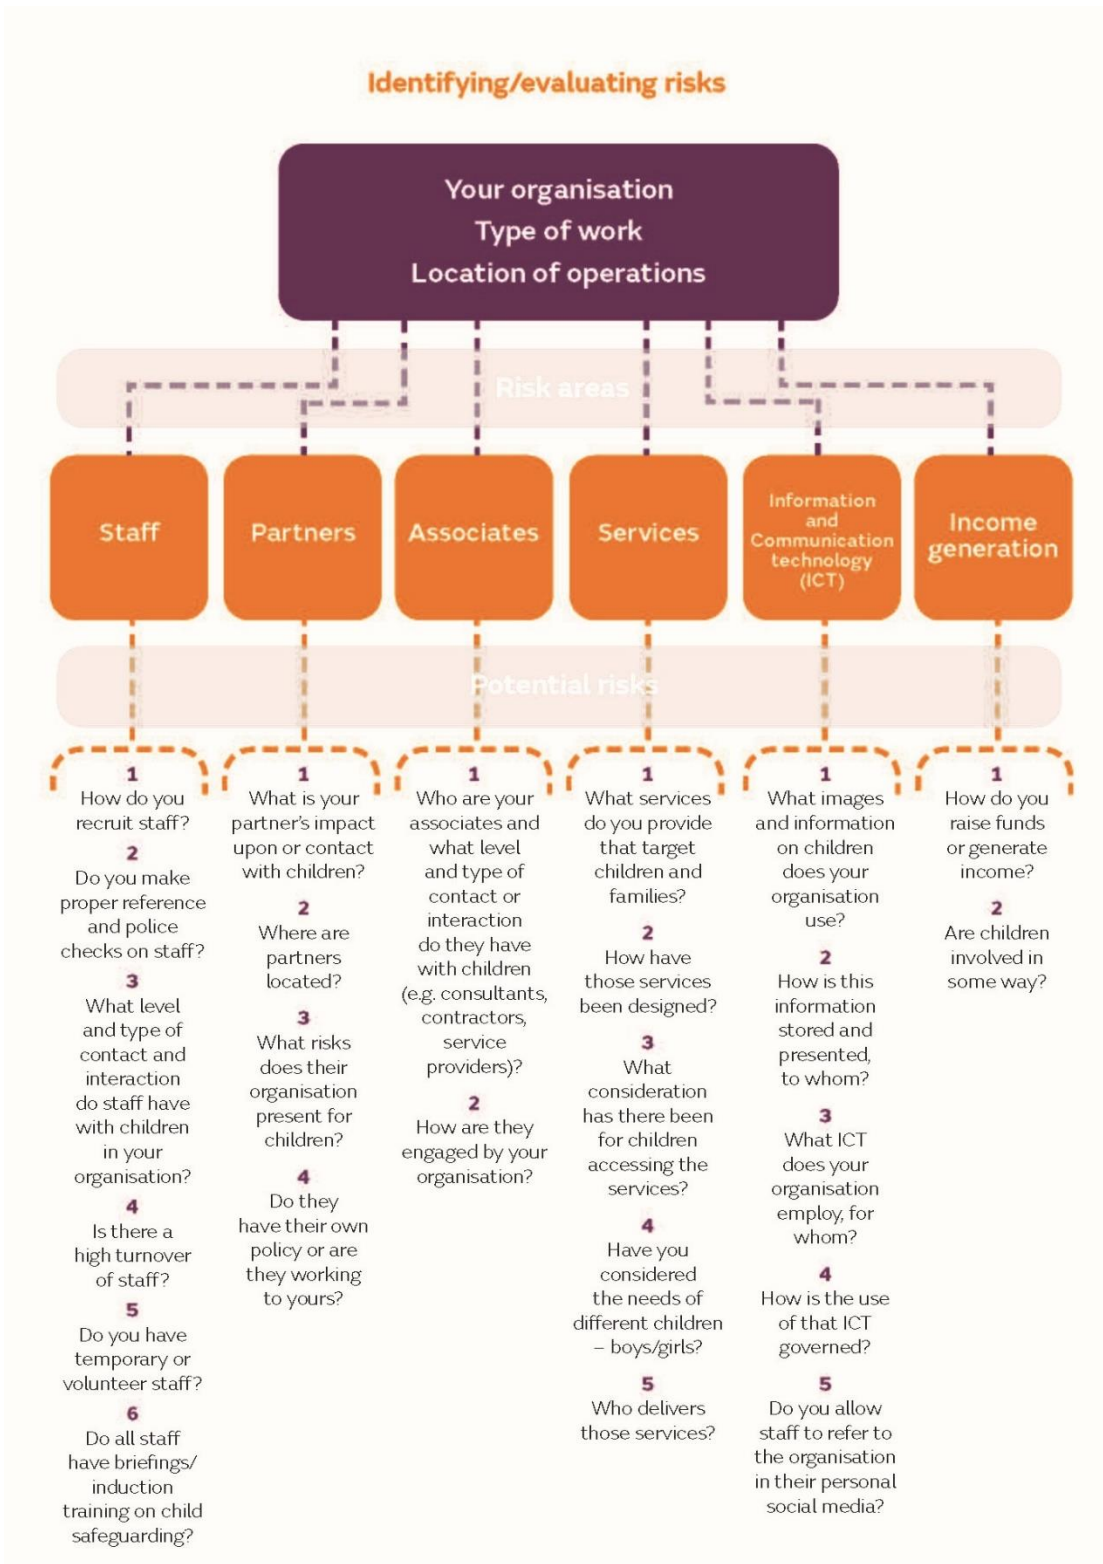 Identifying/evaluating risks
Your organisation
Type of work
Location of operations
Risk areas
Staff
Partners
Associates
Services
Information
and
Communication
technology
(ICT)
Income
generation
Potential risks
1
How do you
recruit staff?
2
Do you make
proper reference
and police
checks on staff?
3
What level
and type of
contact and
interaction
do staff have
with children
in your
organisation?
4
Is there a
high turnover
of staff?
5
Do you have
temporary or
volunteer staff?
6
Do all staff
have briefings/
induction
training on child
safeguarding?
1
What is your
partner’s impact
upon or contact
with children?
2
Where are
partners
located?
3
What risks
does their
organisation
present for
children?
4
Do they
have their own
policy or are
they working
to yours?
1
Who are your
associates and
what level
and type of
contact or
interaction
do they have
with children
(e.g. consultants,
contractors,
service
providers)?
2
How are they
engaged by your
organisation?
1
What services
do you provide
that target
children and
families?
2
How have
those services
been designed?
3
What
consideration
has there been
for children
accessing the
services?
4
Have you
considered
the needs of
different children
– boys/girls?
5
Who delivers
those services?
1
What images
and information
on children
does your
organisation
use?
2
How is this
information
stored and
presented,
to whom?
3
What ICT
does your
organisation
employ, for
whom?
4
How is the use
of that ICT
governed?
5
Do you allow
staff to refer to
the organisation
in their personal
social media?
1
How do you
raise funds
or generate
income?
2
Are children
involved in
some way?